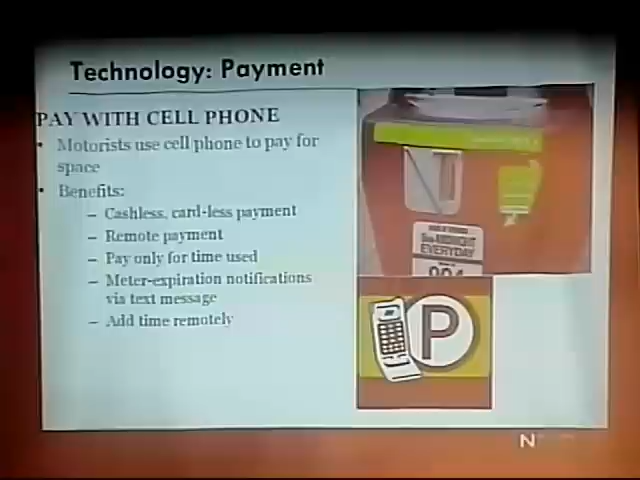 Technology: Payment
PAY WITH CELL PHONE
• Motorists use cell phone to pay for
space
• Benefits:
– Cashless, card-less payment
– Remote payment
– Pay only for time used
– Meter-expiration notifications
via text message
– Add time remotely
MIDNIGHT
EVERYDAY
P
N